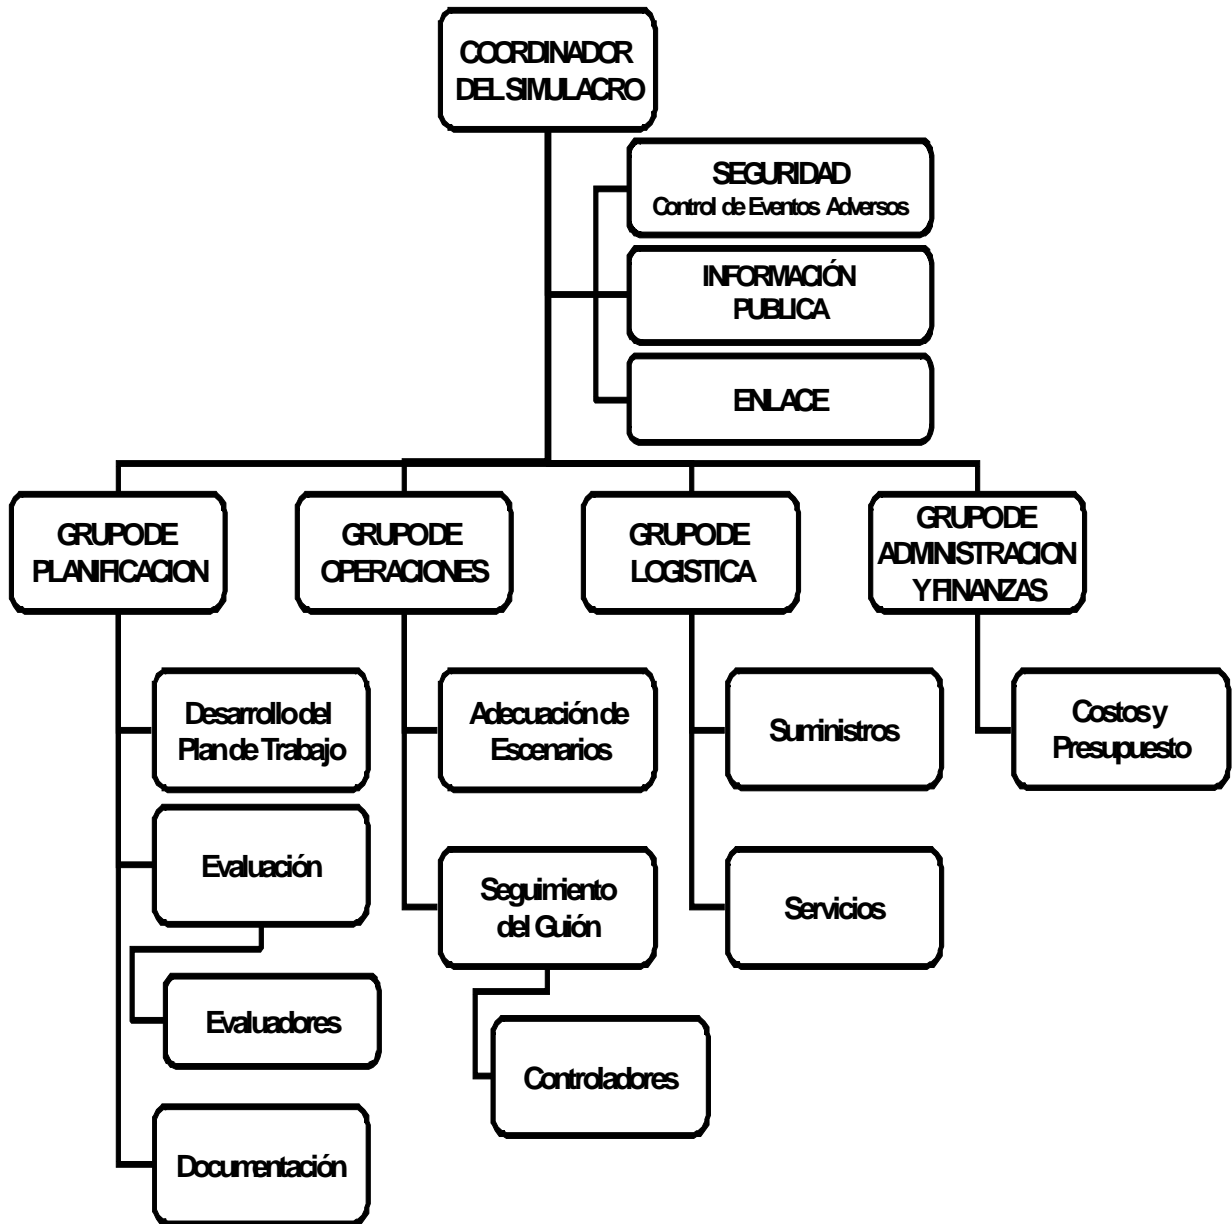 COORDINADOR
DEL SIMULACRO
SEGURIDAD
Control de Eventos Adversos
INFORMACIÓN
PUBLICA
ENLACE
GRUPO DE
PLANIFICACION
GRUPO DE
OPERACIONES
GRUPO DE
LOGISTICA
GRUPO DE
ADMINISTRACION
Y FINANZAS
Desarrollo del
Plan de Trabajo
Adecuación de
Escenarios
Suministros
Costos y
Presupuesto
Evaluación
Seguimiento
del Guión
Servicios
Evaluadores
Controladores
Documentación